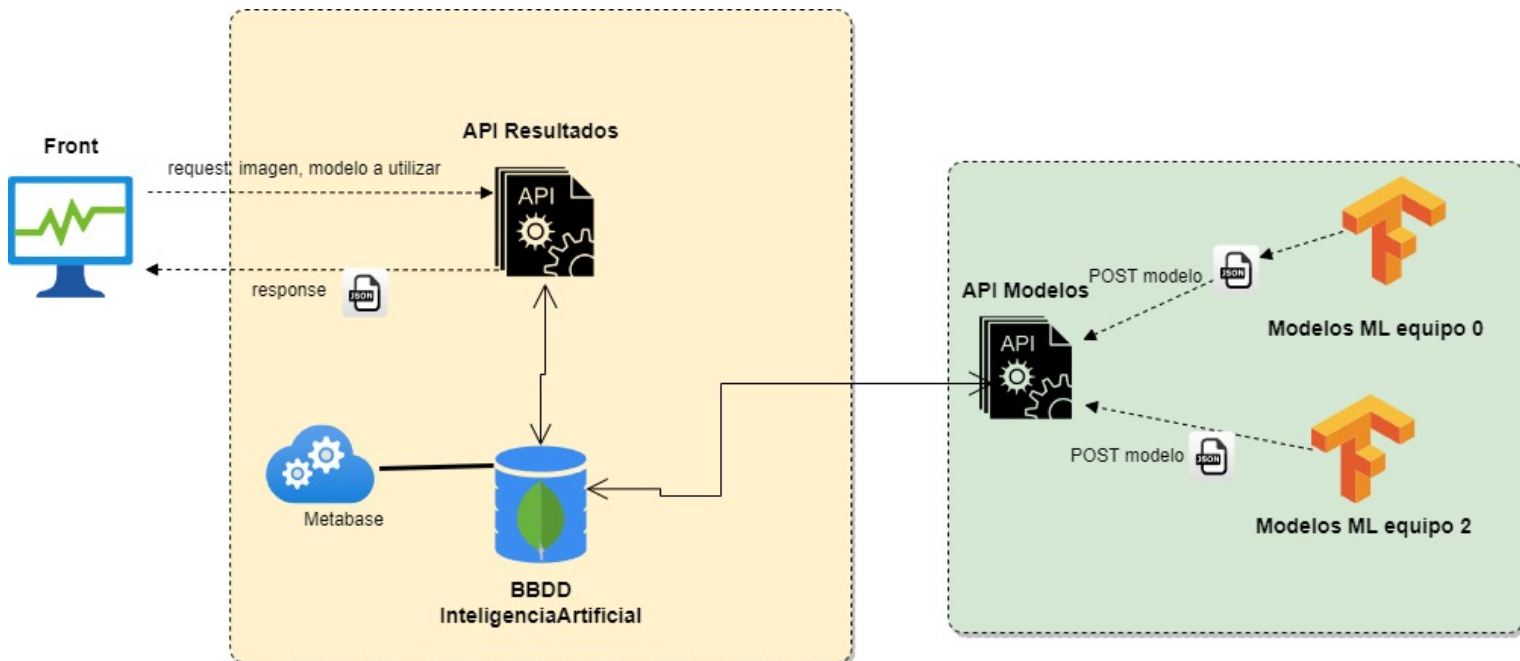 Front
request: imagen, modelo a utilizar
response
JSON
API Resultados
API
Metabase
BBDD
InteligenciaArtificial
API Modelos
API
POST modelo
JSON
Modelos ML equipo 0
POST modelo
JSON
Modelos ML equipo 2